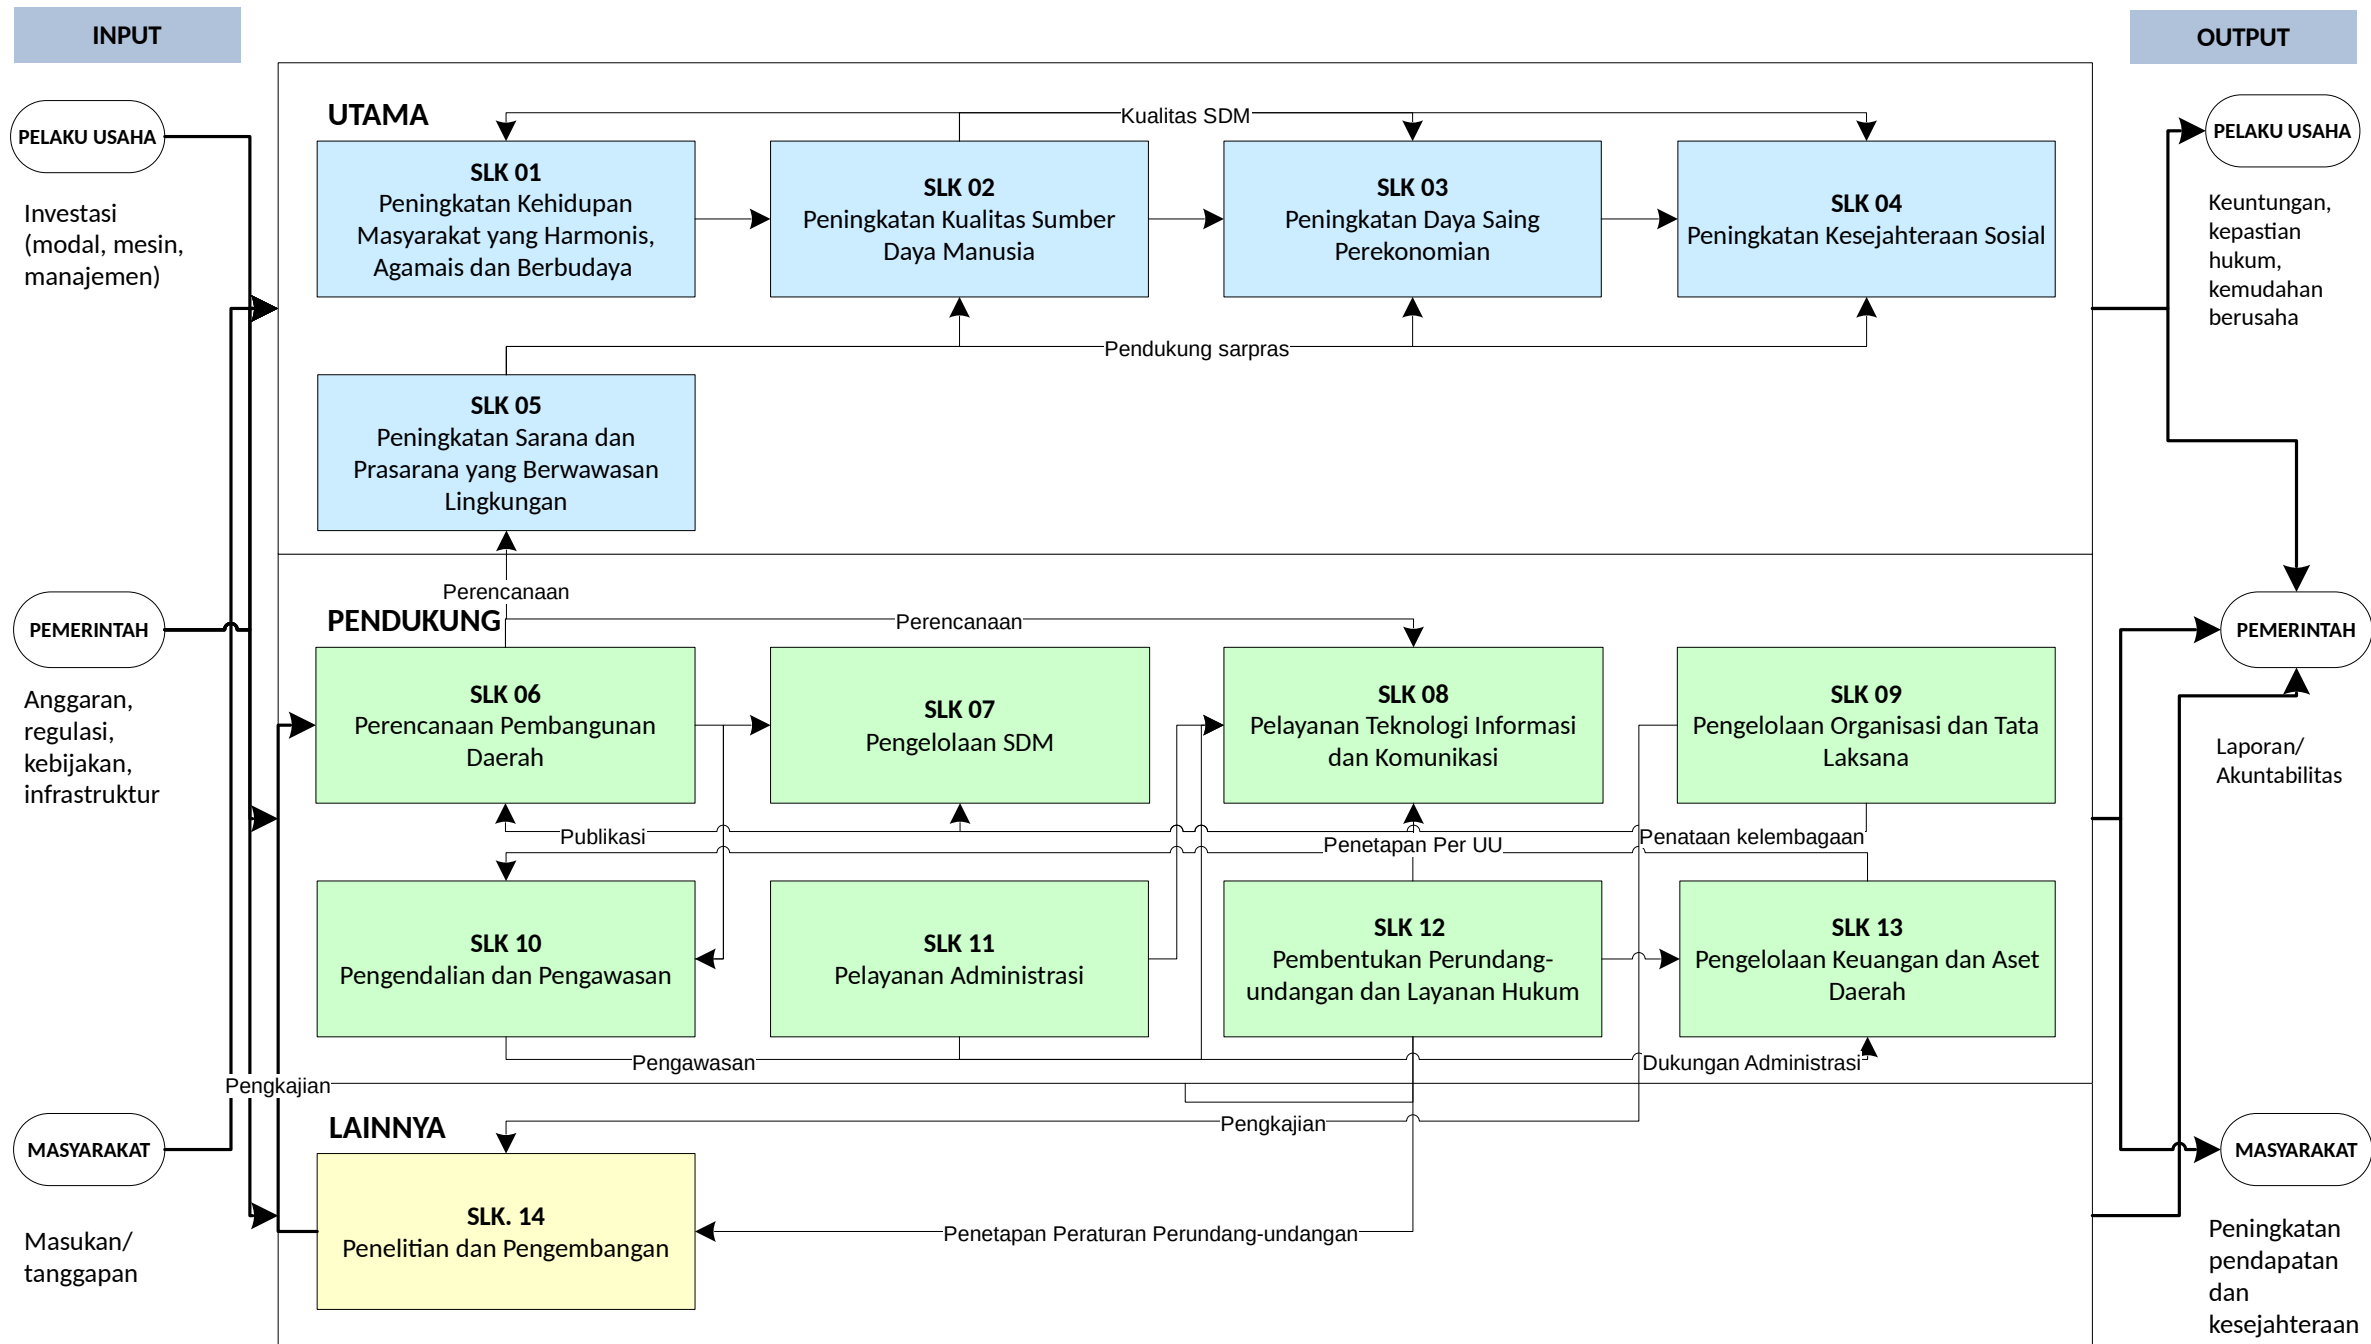 INPUT
OUTPUT
PELAKU USAHA
Investasi
(modal, mesin,
manajemen)
PEMERINTAH
Anggaran,
regulasi,
kebijakan,
infrastruktur
MASYARAKAT
Masukan/
tanggapan
UTAMA
Kualitas SDM
SLK 01
Peningkatan Kehidupan
Masyarakat yang Harmonis,
Agamais dan Berbudaya
SLK 02
Peningkatan Kualitas Sumber
Daya Manusia
SLK 03
Peningkatan Daya Saing
Perekonomian
SLK 04
Peningkatan Kesejahteraan Sosial
Pendukung sarpras
SLK 05
Peningkatan Sarana dan
Prasarana yang Berwawasan
Lingkungan
Perencanaan
PENDUKUNG
Perencanaan
SLK 06
Perencanaan Pembangunan
Daerah
SLK 07
Pengelolaan SDM
SLK 08
Pelayanan Teknologi Informasi
dan Komunikasi
SLK 09
Pengelolaan Organisasi dan Tata
Laksana
Publikasi
Penetapan Per UU
Penataan kelembagaan
SLK 10
Pengendalian dan Pengawasan
SLK 11
Pelayanan Administrasi
SLK 12
Pembentukan Perundang-
undangan dan Layanan Hukum
SLK 13
Pengelolaan Keuangan dan Aset
Daerah
Pengawasan
Dukungan Administrasi
Pengkajian
LAINNYA
Pengkajian
SLK. 14
Penelitian dan Pengembangan
Penetapan Peraturan Perundang-undangan
PELAKU USAHA
Keuntungan,
kepastian
hukum,
kemudahan
berusaha
PEMERINTAH
Laporan/
Akuntabilitas
MASYARAKAT
Peningkatan
pendapatan
dan
kesejahteraan